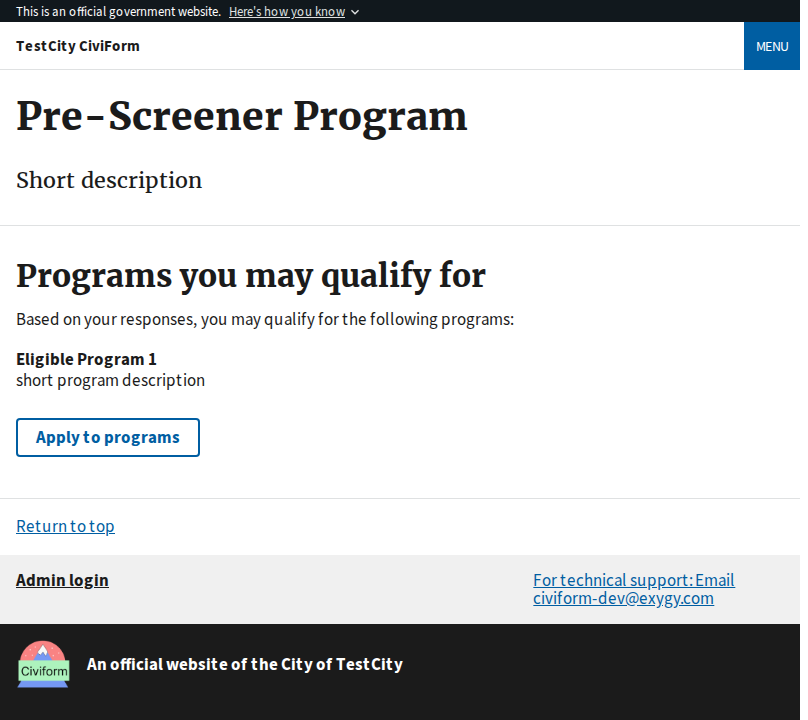 This is an official government website. Here's how you know
TestCity CiviForm
MENU
Pre-Screener Program
Short description
Programs you may qualify for
Based on your responses, you may qualify for the following programs:
Eligible Program 1
short program description
Apply to programs
Return to top
Admin login
For technical support: Email
civiform-dev@exygy.com
Civiform
An official website of the City of TestCity